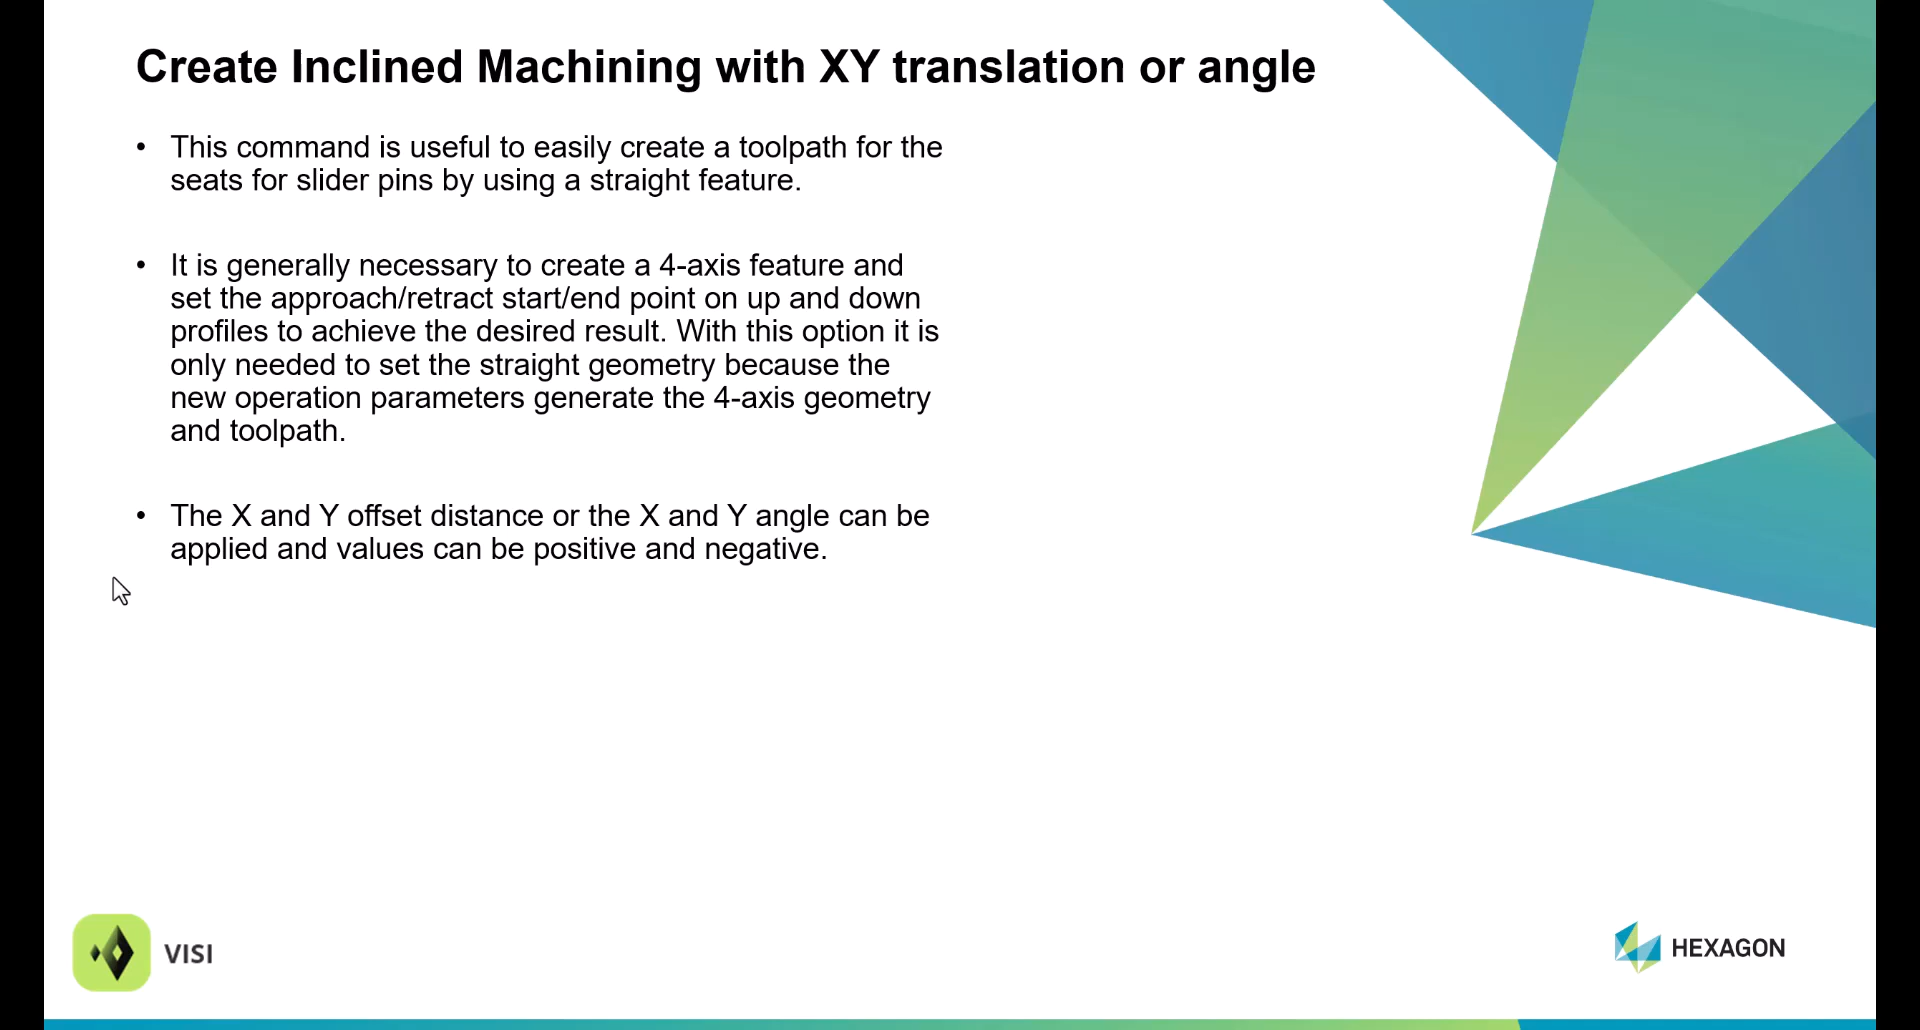 Create Inclined Machining with XY translation or angle
• This command is useful to easily create a toolpath for the
seats for slider pins by using a straight feature.
• It is generally necessary to create a 4-axis feature and
set the approach/retract start/end point on up and down
profiles to achieve the desired result. With this option it is
only needed to set the straight geometry because the
new operation parameters generate the 4-axis geometry
and toolpath.
• The X and Y offset distance or the X and Y angle can be
applied and values can be positive and negative.
VISI
HEXAGON